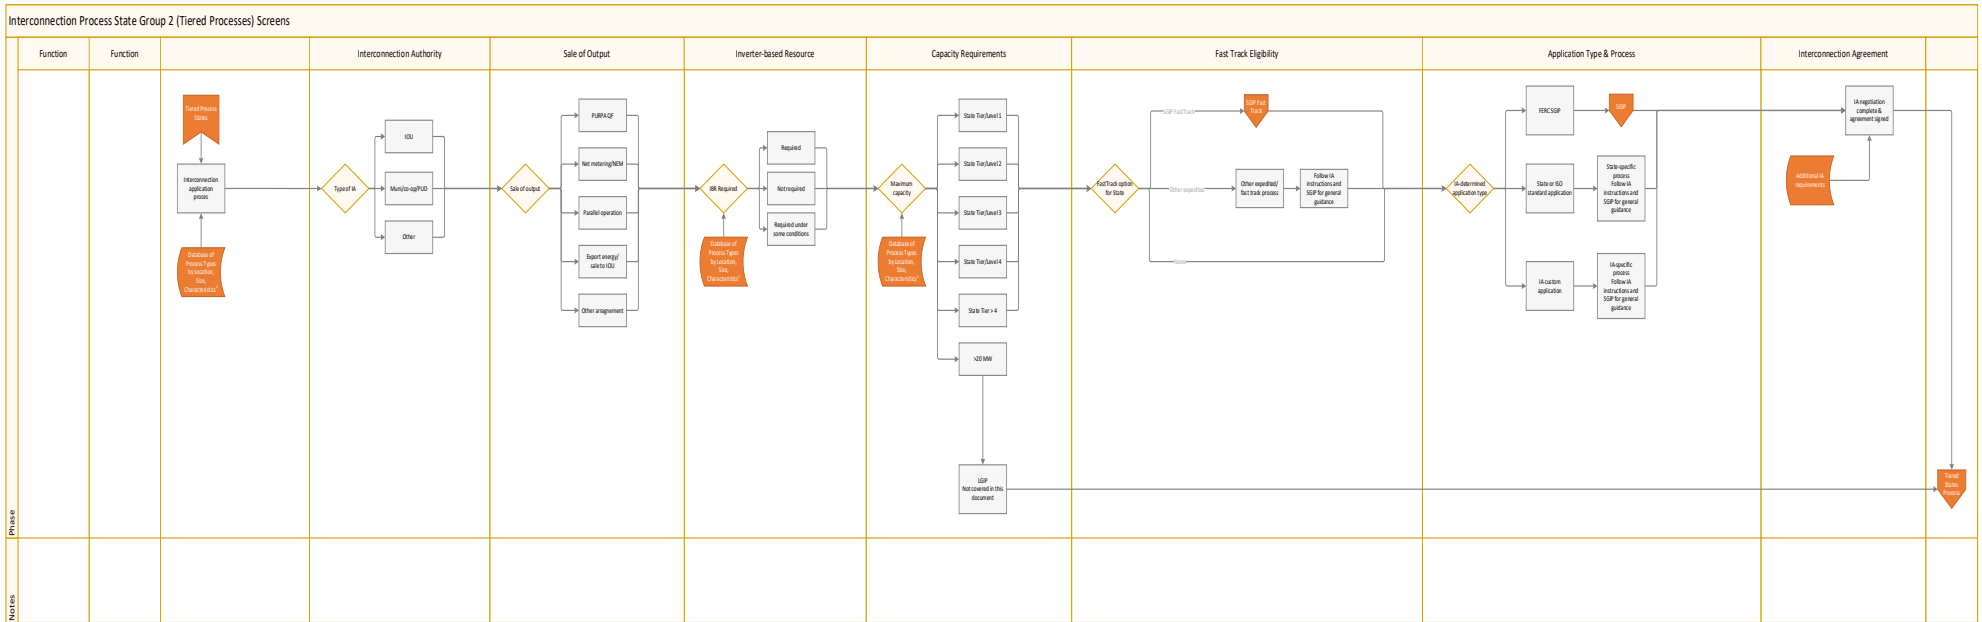 Interconnection Process State Group 2 (Tiered Processes) Screens
Function
Function
Interconnection Authority
Sale of Output
Inverter-based Resource
Capacity Requirements
Fast Track Eligibility
Application Type & Process
Interconnection Agreement
Tiered Process
States
Interconnection
application
proces
Database of
Process Types
by Location,
Size,
Characteristics¹
Type of IA
IOU
Muni/co-op/PUD
Other
Sale of output
PURPA QF
Net metering/NEM
Parallel operation
Export energy/
sale to IOU
Other arragnement
IBR Required
Database of
Process Types
by Location,
Size,
Characteristics¹
Required
Not required
Required under
some conditions
Maximum
capacity
Database of
Process Types
by Location,
Size,
Characteristics¹
State Tier/Level 1
State Tier/Level 2
State Tier/Level 3
State Tier/Level 4
State Tier > 4
>20 MW
LGIP
Not covered in this
document
Fast Track option
for State
SGIP Fast Track
SGIP Fast
Track
Other expedited
Other expedited/
fast track process
Follow IA
instructions and
SGIP for general
guidance
None
IA-determined
application type
FERC SGIP
SGIP
State or ISO
standard application
State-specific
process
Follow IA
instructions and
SGIP for general
guidance
IA custom
application
IA-specific
process
Follow IA
instructions and
SGIP for general
guidance
IA negotiation
complete &
agreement signed
Additional IA
requirements
Tiered
States
Process
Phase
Notes